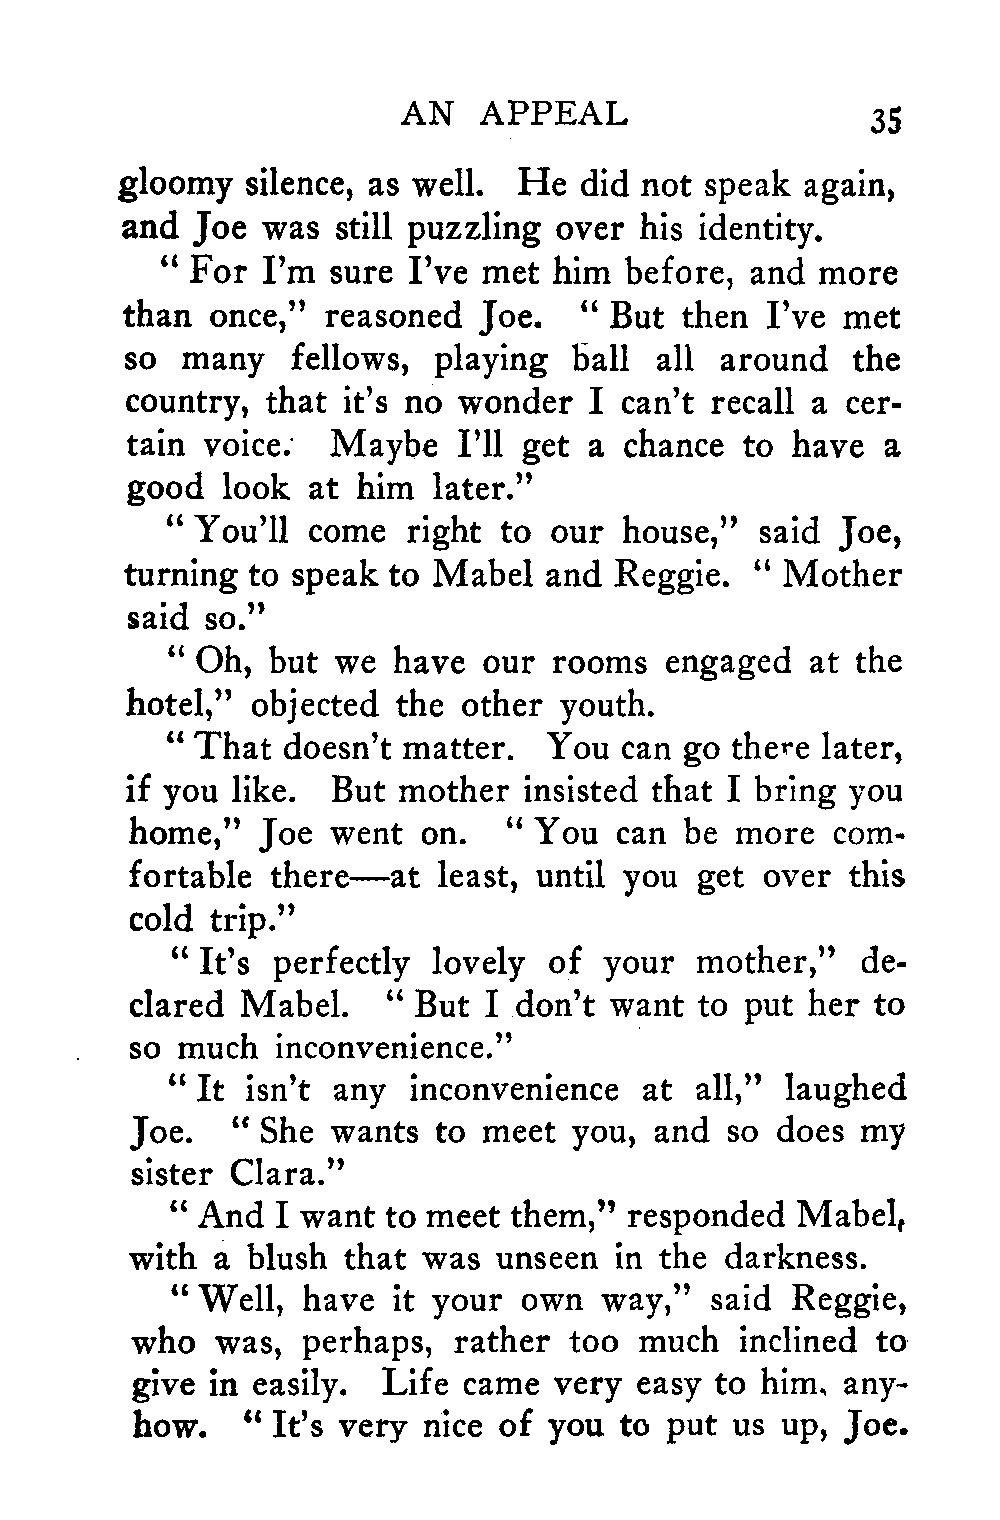 AN APPEAL 35
gloomy silence, as well. He did not speak again,
and Joe was still puzzling over his identity.
“ For I’m sure I’ve met him before, and more
than once,” reasoned Joe. “ But then I’ve met
so many fellows, playing ball all around the
country, that it’s no wonder I can’t recall a cer-
tain voice. Maybe I’ll get a chance to have a
good look at him later.”
“ You’ll come right to our house,” said Joe,
turning to speak to Mabel and Reggie. “ Mother
said so.”
“ Oh, but we have our rooms engaged at the
hotel,” objected the other youth.
“ That doesn’t matter. You can go there later,
if you like. But mother insisted that I bring you
home,” Joe went on. “ You can be more com-
fortable there—at least, until you get over this
cold trip.”
“ It’s perfectly lovely of your mother,” de-
clared Mabel. “ But I don’t want to put her to
so much inconvenience.”
“ It isn’t any inconvenience at all,” laughed
Joe. “ She wants to meet you, and so does my
sister Clara.”
“ And I want to meet them,” responded Mabel,
with a blush that was unseen in the darkness.
“ Well, have it your own way,” said Reggie,
who was, perhaps, rather too much inclined to
give in easily. Life came very easy to him, any-
how. “ It’s very nice of you to put us up, Joe.